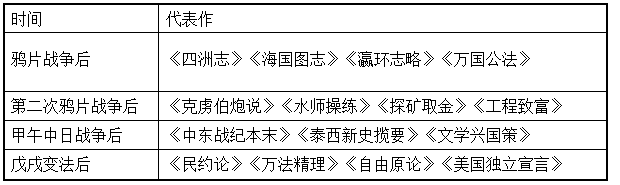 时间 代表作
鸦片战争后 《四洲志》《海国图志》《瀛环志略》《万国公法》
第二次鸦片战争后 《克虏伯炮说》《水师操练》《探矿取金》《工程致富》
甲午中日战争后 《中东战纪本末》《泰西新史揽要》《文学兴国策》
戊戌变法后 《民约论》《万法精理》《自由原论》《美国独立宣言》